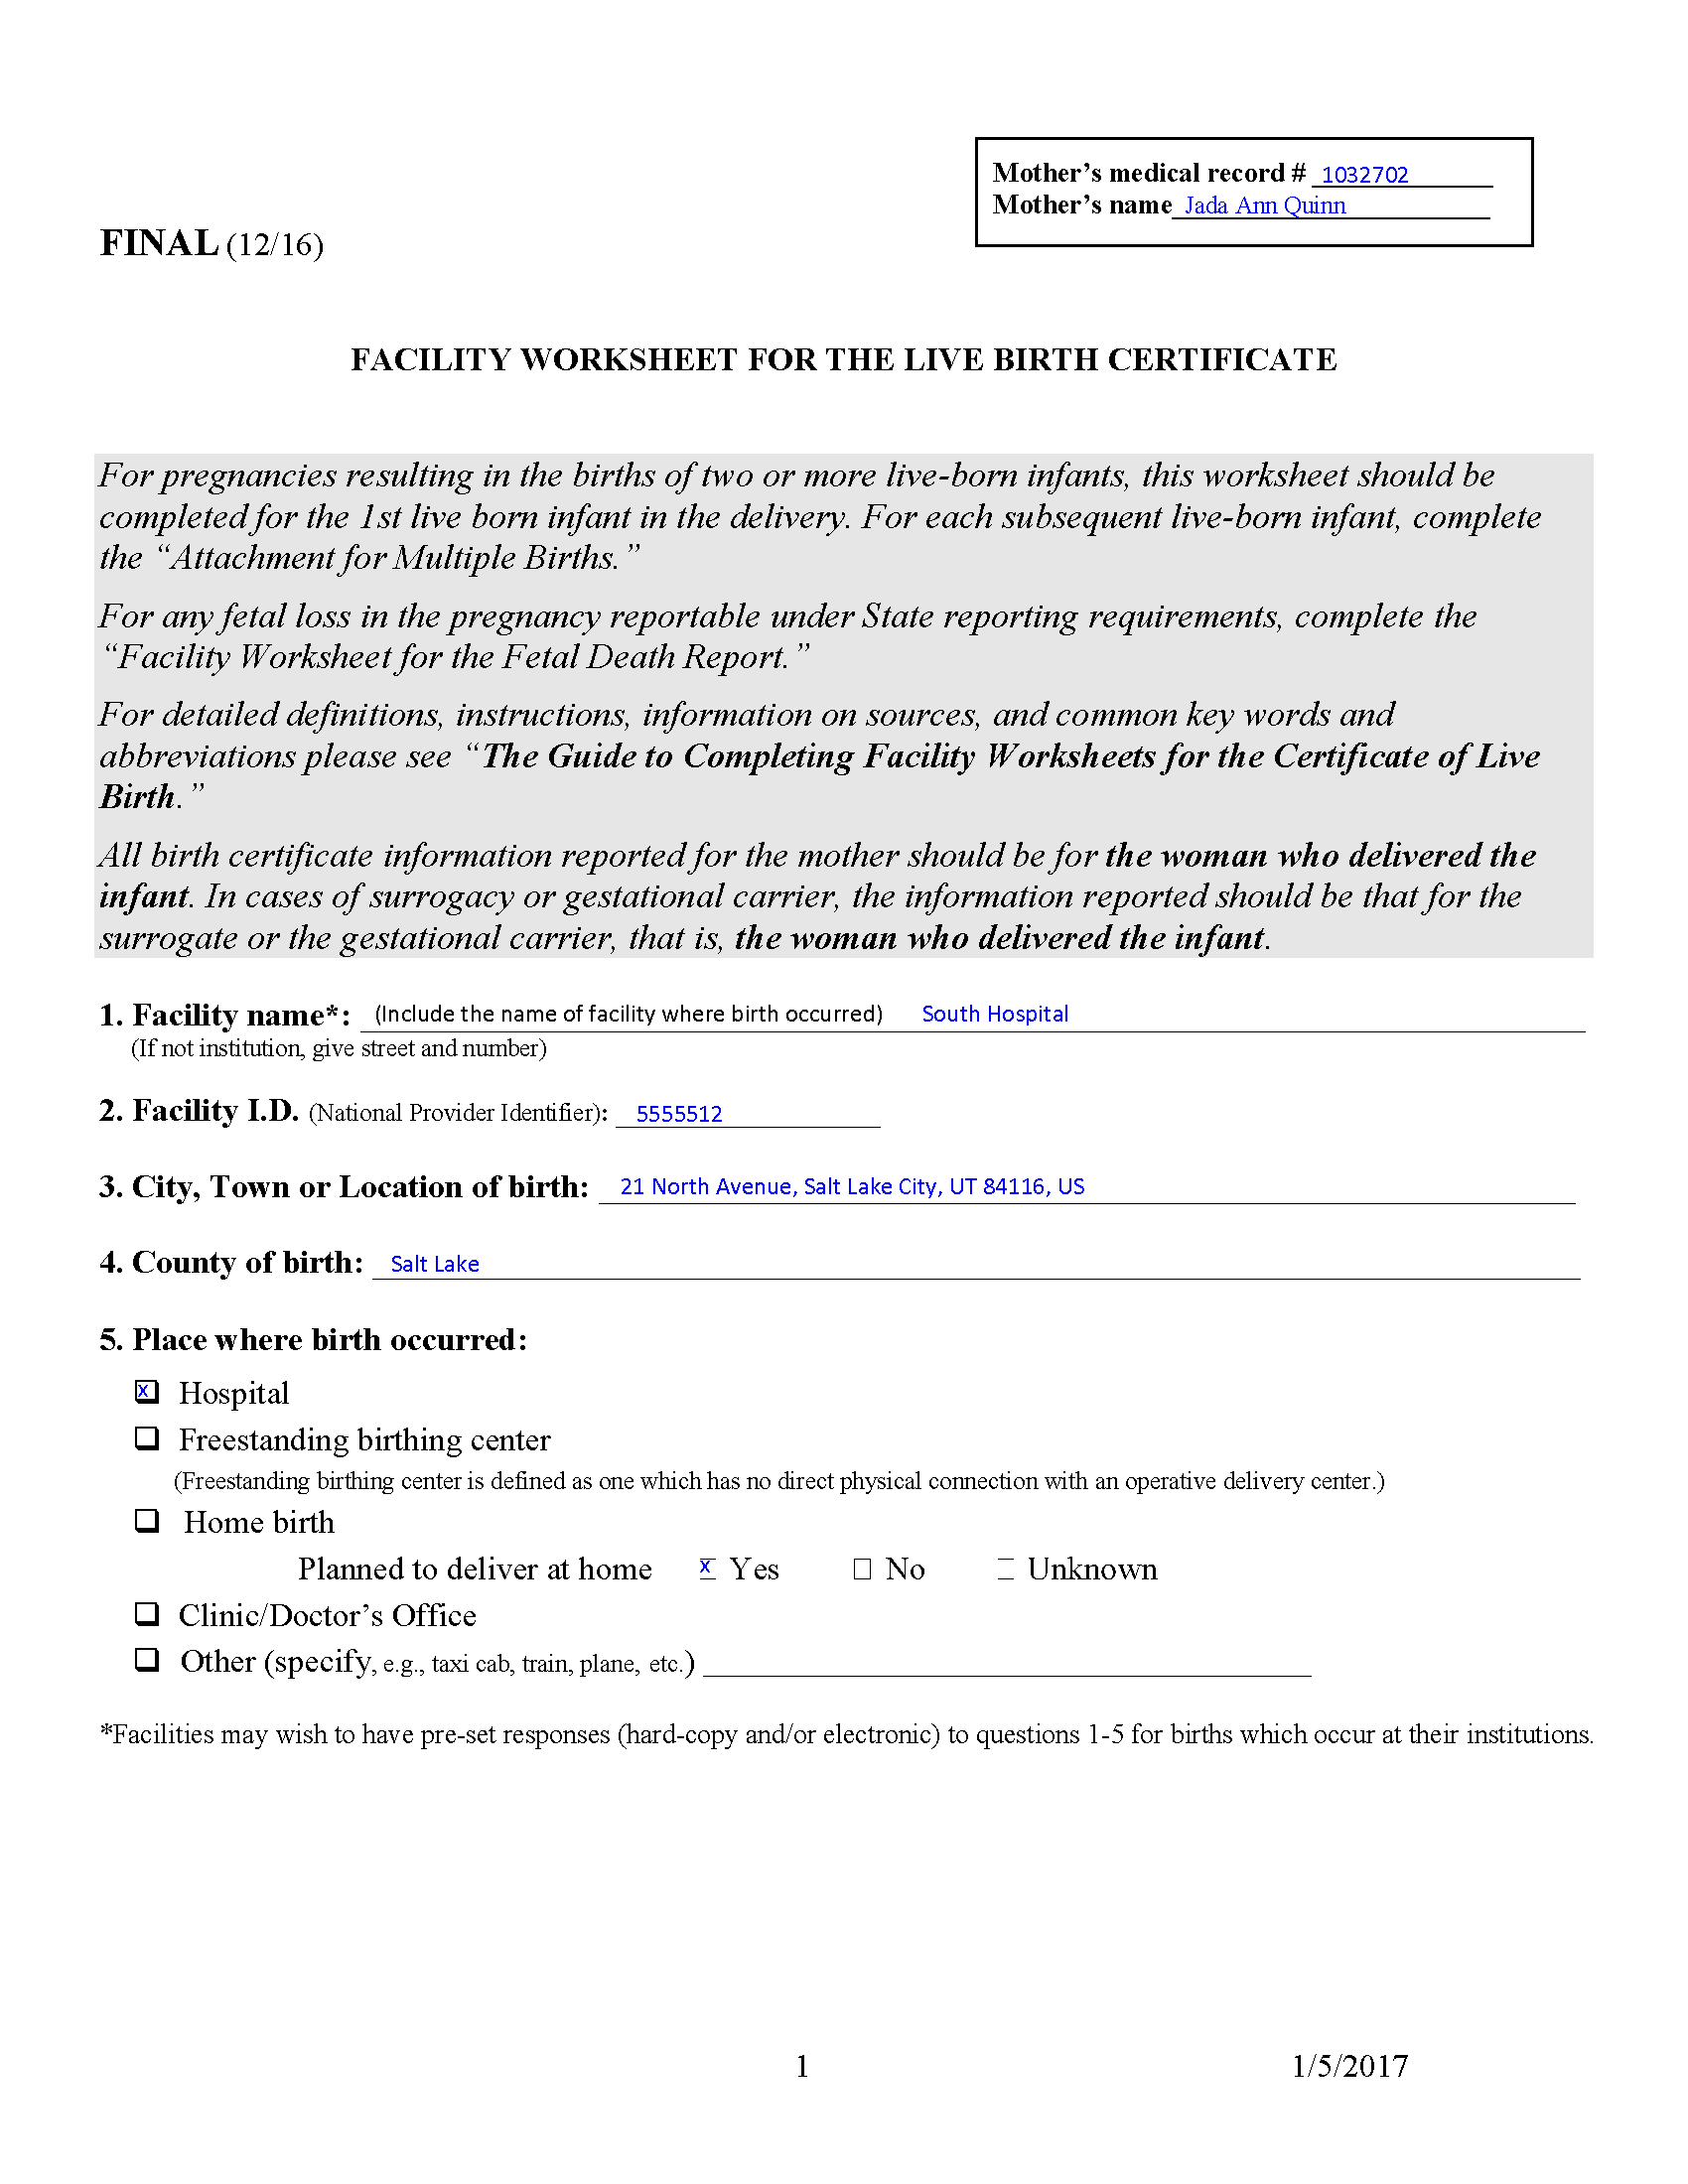 Mother's medical record # 1032702
Mother's name Jada Ann Quinn
FINAL (12/16)
FACILITY WORKSHEET FOR THE LIVE BIRTH CERTIFICATE
For pregnancies resulting in the births of two or more live-born infants, this worksheet should be
completed for the 1st live born infant in the delivery. For each subsequent live-born infant, complete
the “Attachment for Multiple Births.”
For any fetal loss in the pregnancy reportable under State reporting requirements, complete the
“Facility Worksheet for the Fetal Death Report.”
For detailed definitions, instructions, information on sources, and common key words and
abbreviations please see “The Guide to Completing Facility Worksheets for the Certificate of Live
Birth.”
All birth certificate information reported for the mother should be for the woman who delivered the
infant. In cases of surrogacy or gestational carrier, the information reported should be that for the
surrogate or the gestational carrier, that is, the woman who delivered the infant.
1. Facility name*: (Include the name of facility where birth occurred) South Hospital
(If not institution, give street and number)
2. Facility I.D. (National Provider Identifier): 5555512
3. City, Town or Location of birth: 21 North Avenue, Salt Lake City, UT 84116, US
4. County of birth: Salt Lake
5. Place where birth occurred:
☒ Hospital
❑ Freestanding birthing center
(Freestanding birthing center is defined as one which has no direct physical connection with an operative delivery center.)
❑ Home birth
Planned to deliver at home ☒ Yes ☐ No ☐ Unknown
❑ Clinic/Doctor's Office
❑ Other (specify, e.g., taxi cab, train, plane, etc.)
*Facilities may wish to have pre-set responses (hard-copy and/or electronic) to questions 1-5 for births which occur at their institutions.
1 1/5/2017